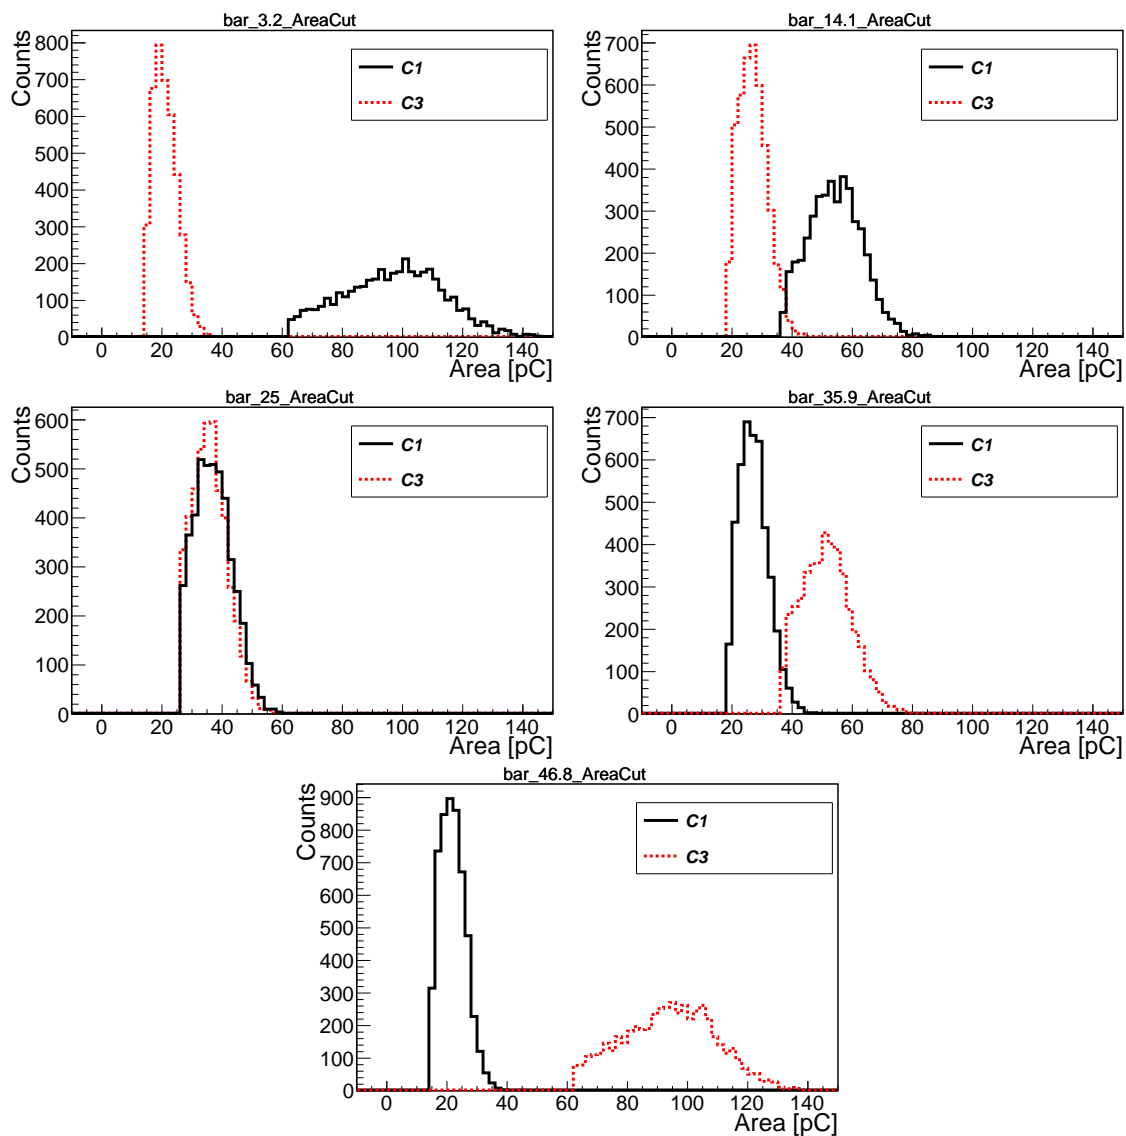 bar_3.2_AreaCut
Counts
800
700
600
500
400
300
200
100
0
0 20 40 60 80 100 120 140
Area [pC]
C1
C3
bar_14.1_AreaCut
Counts
700
600
500
400
300
200
100
0
0 20 40 60 80 100 120 140
Area [pC]
C1
C3
bar_25_AreaCut
Counts
600
500
400
300
200
100
0
0 20 40 60 80 100 120 140
Area [pC]
C1
C3
bar_35.9_AreaCut
Counts
700
600
500
400
300
200
100
0
0 20 40 60 80 100 120 140
Area [pC]
C1
C3
bar_46.8_AreaCut
Counts
900
800
700
600
500
400
300
200
100
0
0 20 40 60 80 100 120 140
Area [pC]
C1
C3